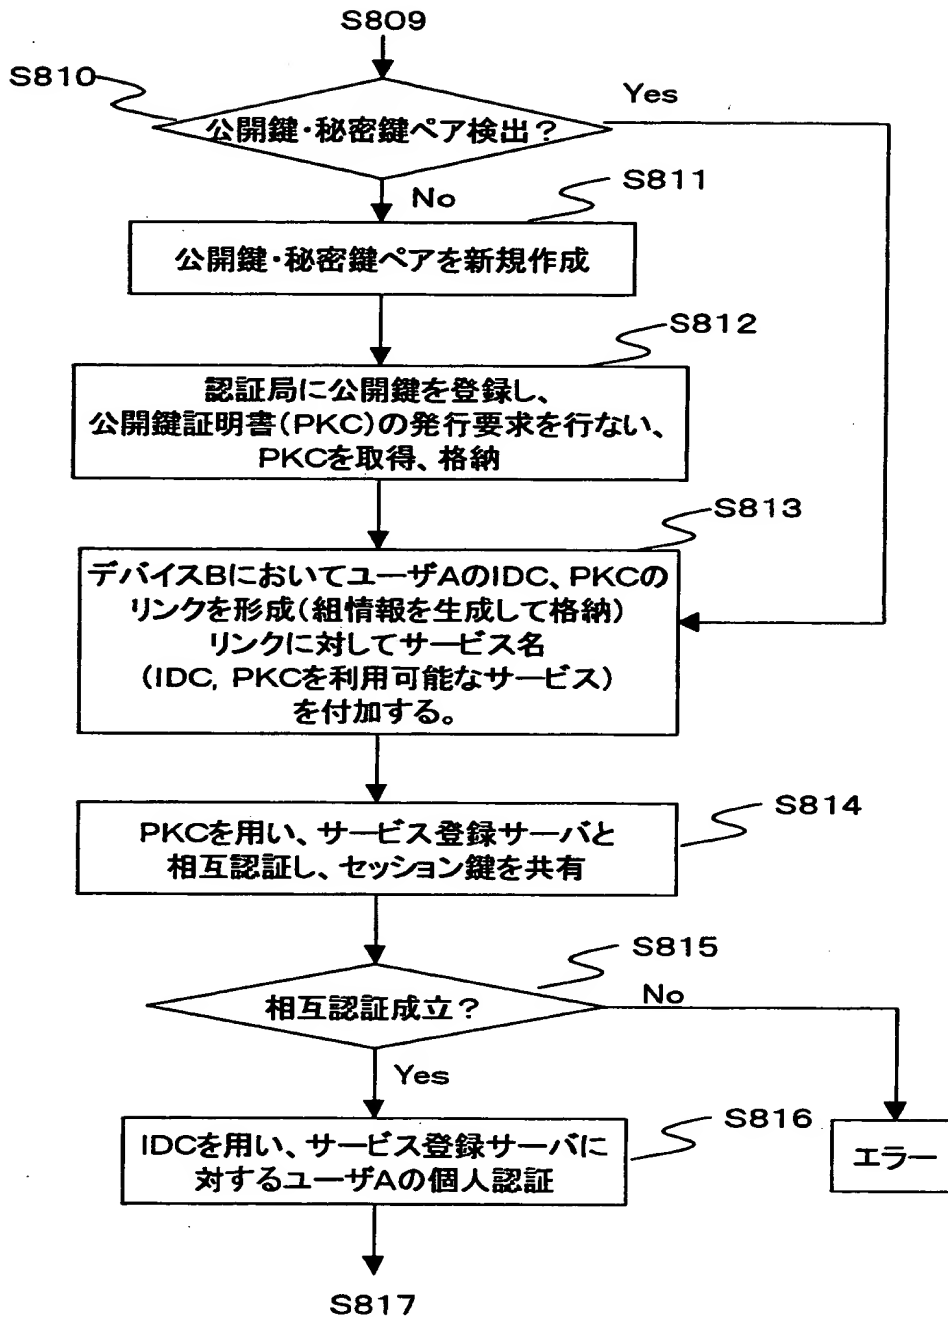 S809
S810
公開鍵・秘密鍵ペア検出？
Yes
No
S811
公開鍵・秘密鍵ペアを新規作成
S812
認証局に公開鍵を登録し、
公開鍵証明書(PKC)の発行要求を行ない、
PKCを取得、格納
S813
デバイスBにおいてユーザAのIDC、PKCの
リンクを形成(組情報を生成して格納)
リンクに対してサービス名
(IDC, PKCを利用可能なサービス)
を付加する。
S814
PKCを用い、サービス登録サーバと
相互認証し、セッション鍵を共有
S815
相互認証成立？
No
Yes
S816
IDCを用い、サービス登録サーバに
対するユーザAの個人認証
エラー
S817